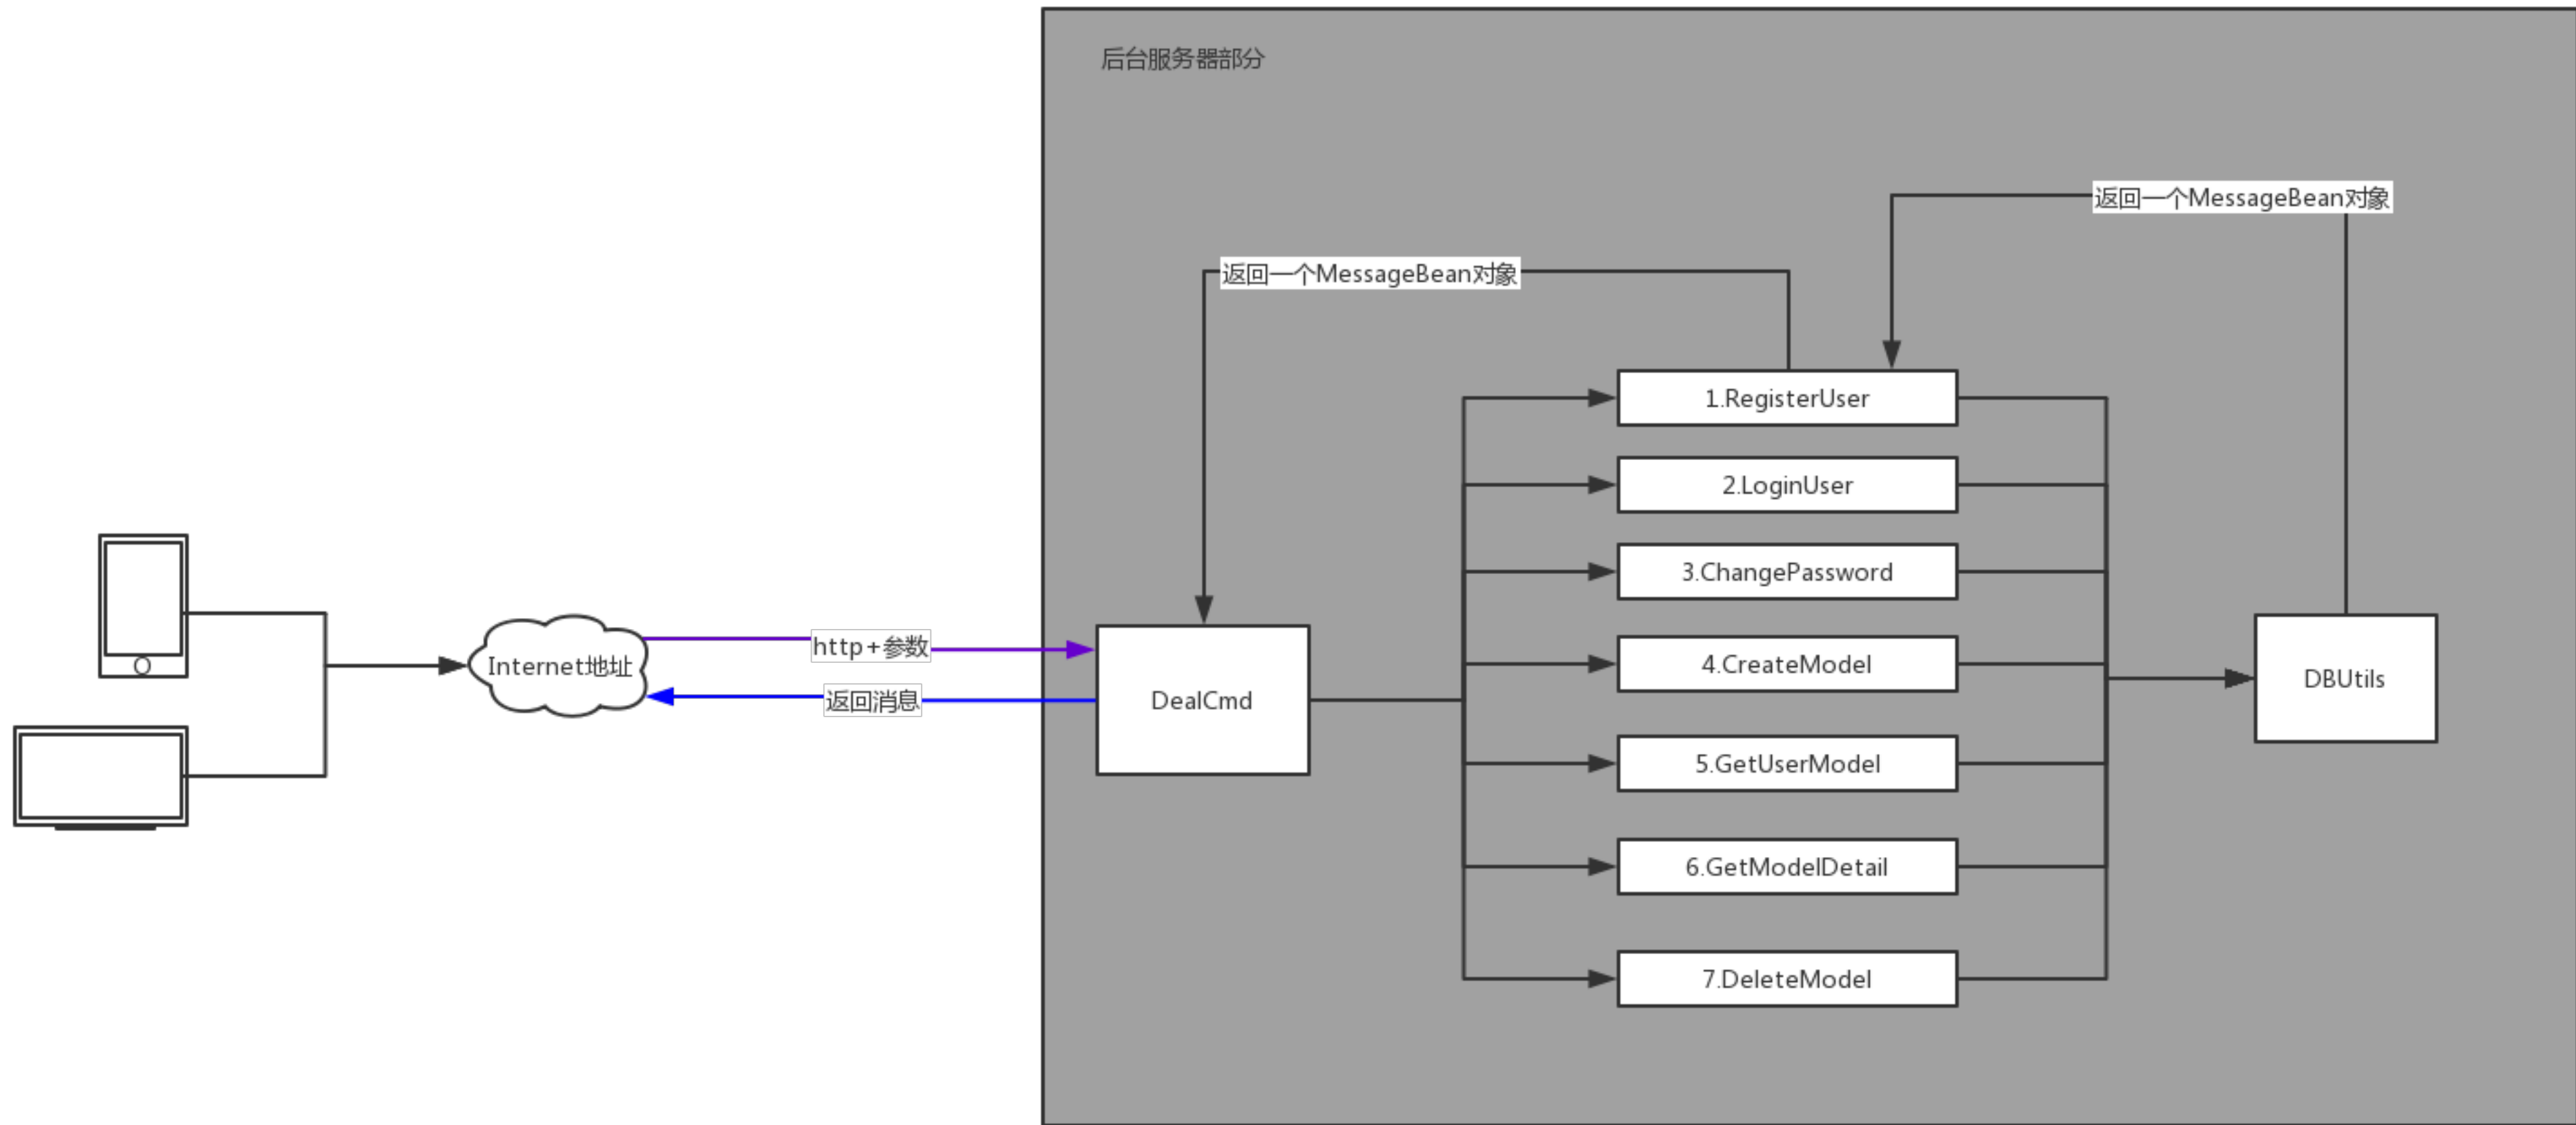 后台服务器部分
返回一个MessageBean对象
返回一个MessageBean对象
1.RegisterUser
2.LoginUser
3.ChangePassword
http+参数
Internet地址
4.CreateModel
DBUtils
返回消息
DealCmd
5.GetUserModel
6.GetModelDetail
7.DeleteModel